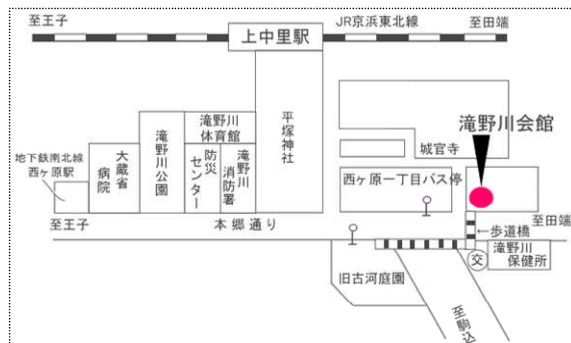 至王子
JR京浜東北線
至田端
上中里駅
滝野川会館
滝野川
体育館
平塚神社
滝野川公園
城官寺
地下鉄南北線
西ヶ原駅
大蔵省
病院
防災
センター
滝野川
消防署
西ヶ原一丁目バス停
至王子
本郷通り
至田端
←歩道橋
滝野川
保健所
交
旧古河庭園
至駒込